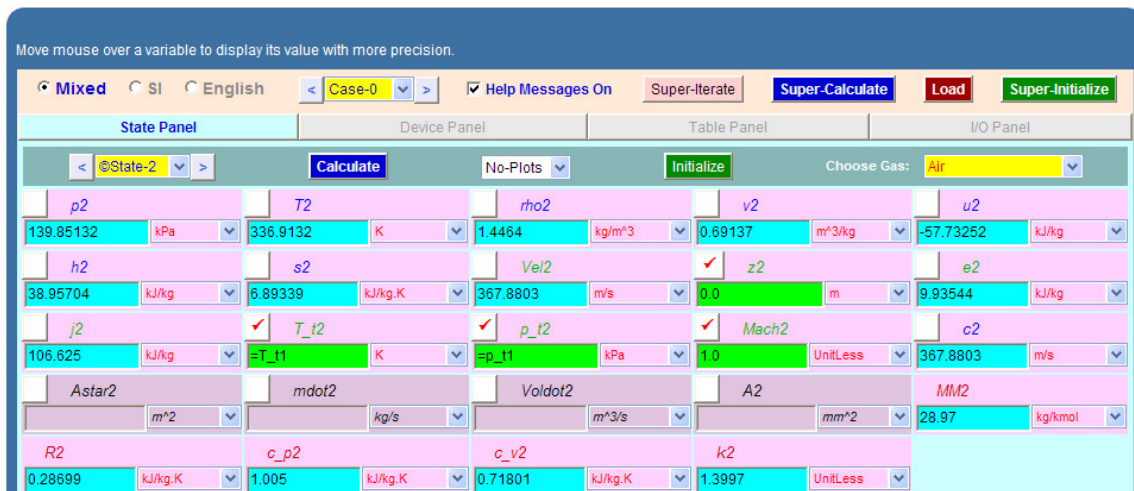 Move mouse over a variable to display its value with more precision.
Mixed SI English < Case-0 > Help Messages On Super-Iterate Super-Calculate Load Super-Initialize
State Panel Device Panel Table Panel I/O Panel
< ©State-2 > Calculate No-Plots Initialize Choose Gas: Air
p2 T2 rho2 v2 u2
139.85132 kPa 336.9132 K 1.4464 kg/m^3 0.69137 m^3/kg -57.73252 kJ/kg
h2 s2 Vel2 z2 e2
38.95704 kJ/kg 6.89339 kJ/kg.K 367.8803 m/s 0.0 m 9.93544 kJ/kg
j2 T_t2 p_t2 Mach2 c2
106.625 kJ/kg =T_t1 K =p_t1 kPa 1.0 UnitLess 367.8803 m/s
Astar2 mdot2 Voldot2 A2 MM2
m^2 kg/s m^3/s mm^2 28.97 kg/kmol
R2 c_p2 c_v2 k2
0.28699 kJ/kg.K 1.005 kJ/kg.K 0.71801 kJ/kg.K 1.3997 UnitLess